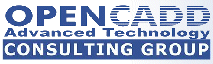 OPENCADD
Advanced Technology
CONSULTING GROUP